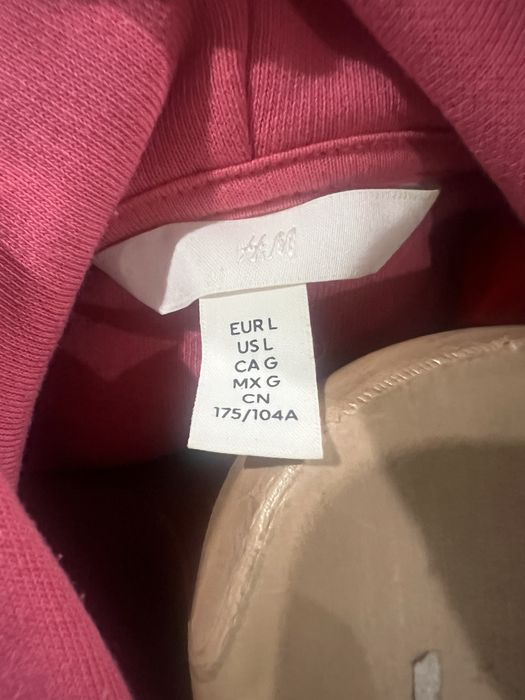 H&M
EUR L
US L
CA G
MX G
CN
175/104A